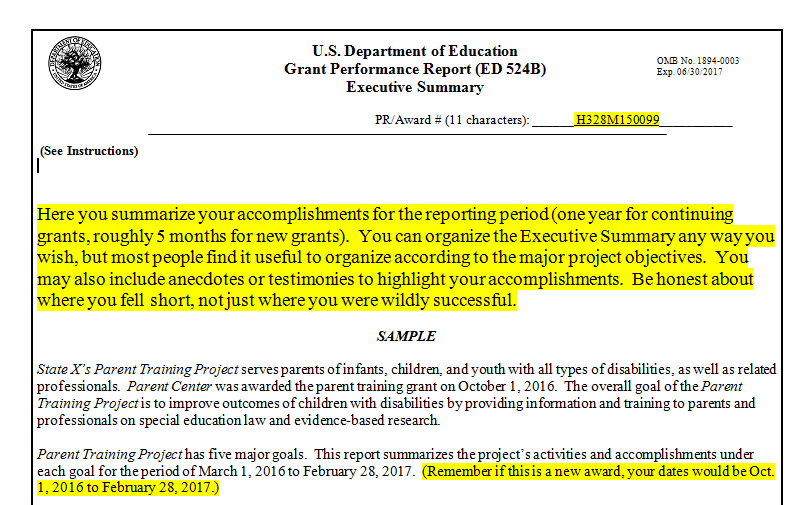 U.S. Department of Education
Grant Performance Report (ED 524B)
Executive Summary
OMB No. 1894-0003
Exp. 06/30/2017
PR/Award # (11 characters): ______H328M150099___________
(See Instructions)
Here you summarize your accomplishments for the reporting period (one year for continuing
grants, roughly 5 months for new grants). You can organize the Executive Summary any way you
wish, but most people find it useful to organize according to the major project objectives. You
may also include anecdotes or testimonies to highlight your accomplishments. Be honest about
where you fell short, not just where you were wildly successful.
SAMPLE
State X's Parent Training Project serves parents of infants, children, and youth with all types of disabilities, as well as related
professionals. Parent Center was awarded the parent training grant on October 1, 2016. The overall goal of the Parent
Training Project is to improve outcomes of children with disabilities by providing information and training to parents and
professionals on special education law and evidence-based research.
Parent Training Project has five major goals. This report summarizes the project's activities and accomplishments under
each goal for the period of March 1, 2016 to February 28, 2017. (Remember if this is a new award, your dates would be Oct.
1, 2016 to February 28, 2017.)